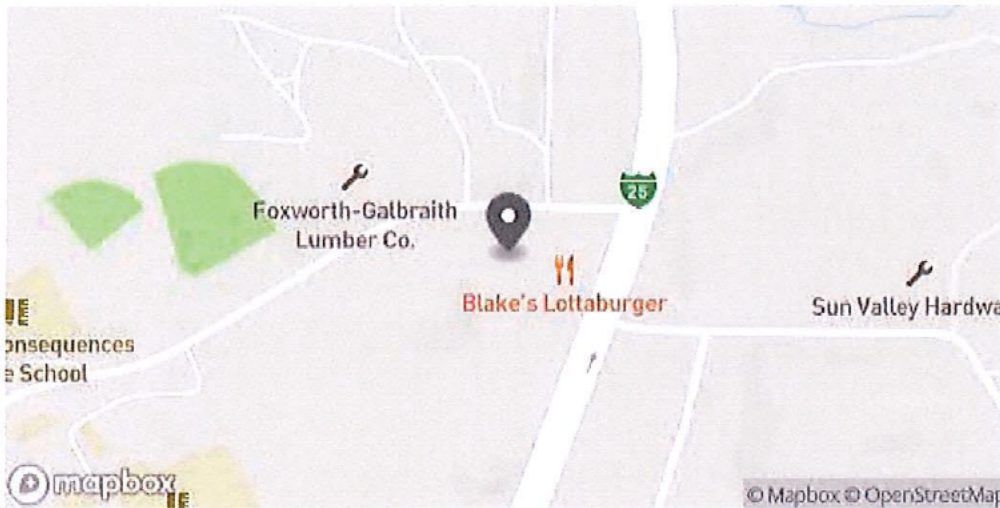 25
Foxworth-Galbraith
Lumber Co.
Blake's Lottaburger
Sun Valley Hardwa
onsequences
e School
mapbox
© Mapbox © OpenStreetMap